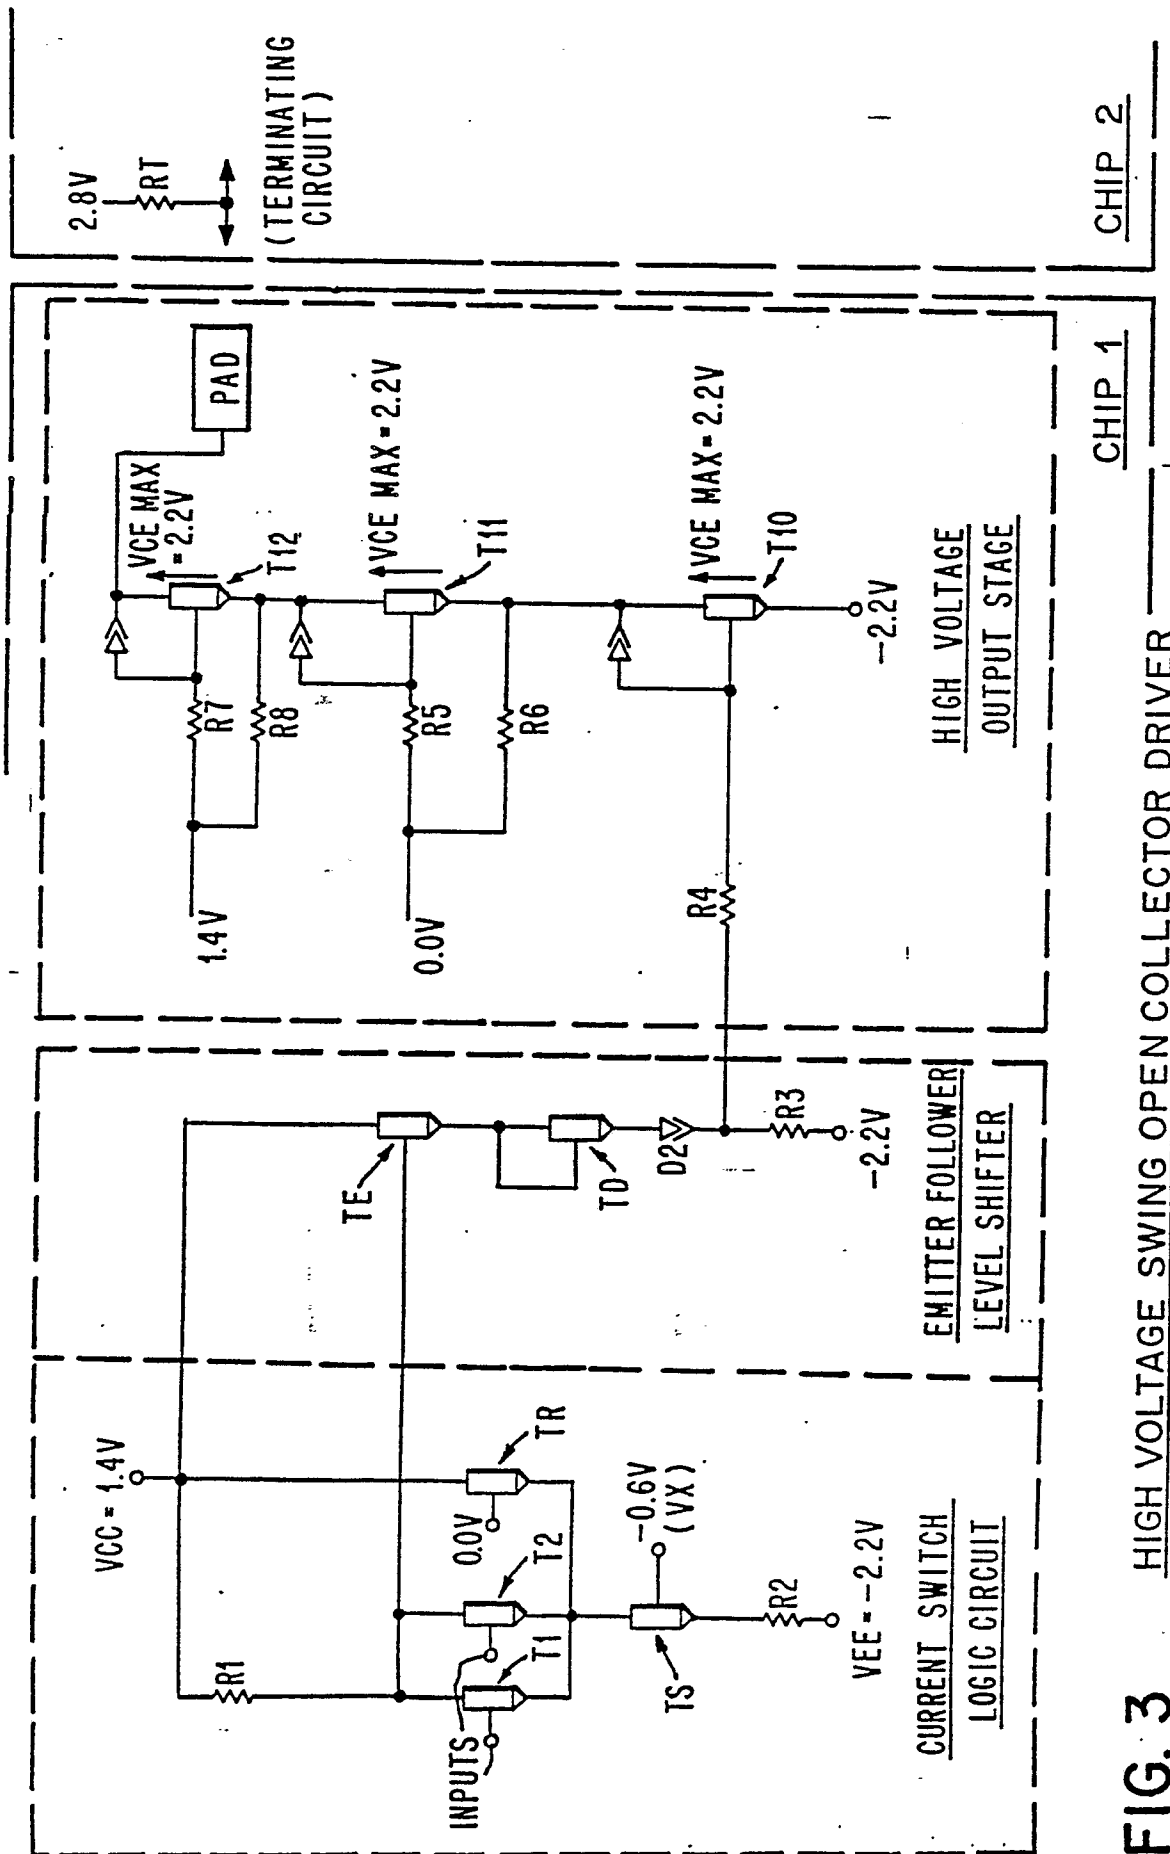 VCC = 1.4V
R1
INPUTS
T1
T2
0.0V
TR
TS
-0.6V
(VX)
R2
VEE = -2.2V
CURRENT SWITCH
LOGIC CIRCUIT
TE
TD
D2
R3
-2.2V
EMITTER FOLLOWER
LEVEL SHIFTER
1.4V
R7
R8
VCE MAX
= 2.2V
T12
PAD
0.0V
R5
R6
VCE MAX = 2.2V
T11
R4
VCE MAX = 2.2V
T10
-2.2V
HIGH VOLTAGE
OUTPUT STAGE
CHIP 1
2.8V
RT
(TERMINATING
CIRCUIT)
CHIP 2
FIG. 3
HIGH VOLTAGE SWING OPEN COLLECTOR DRIVER